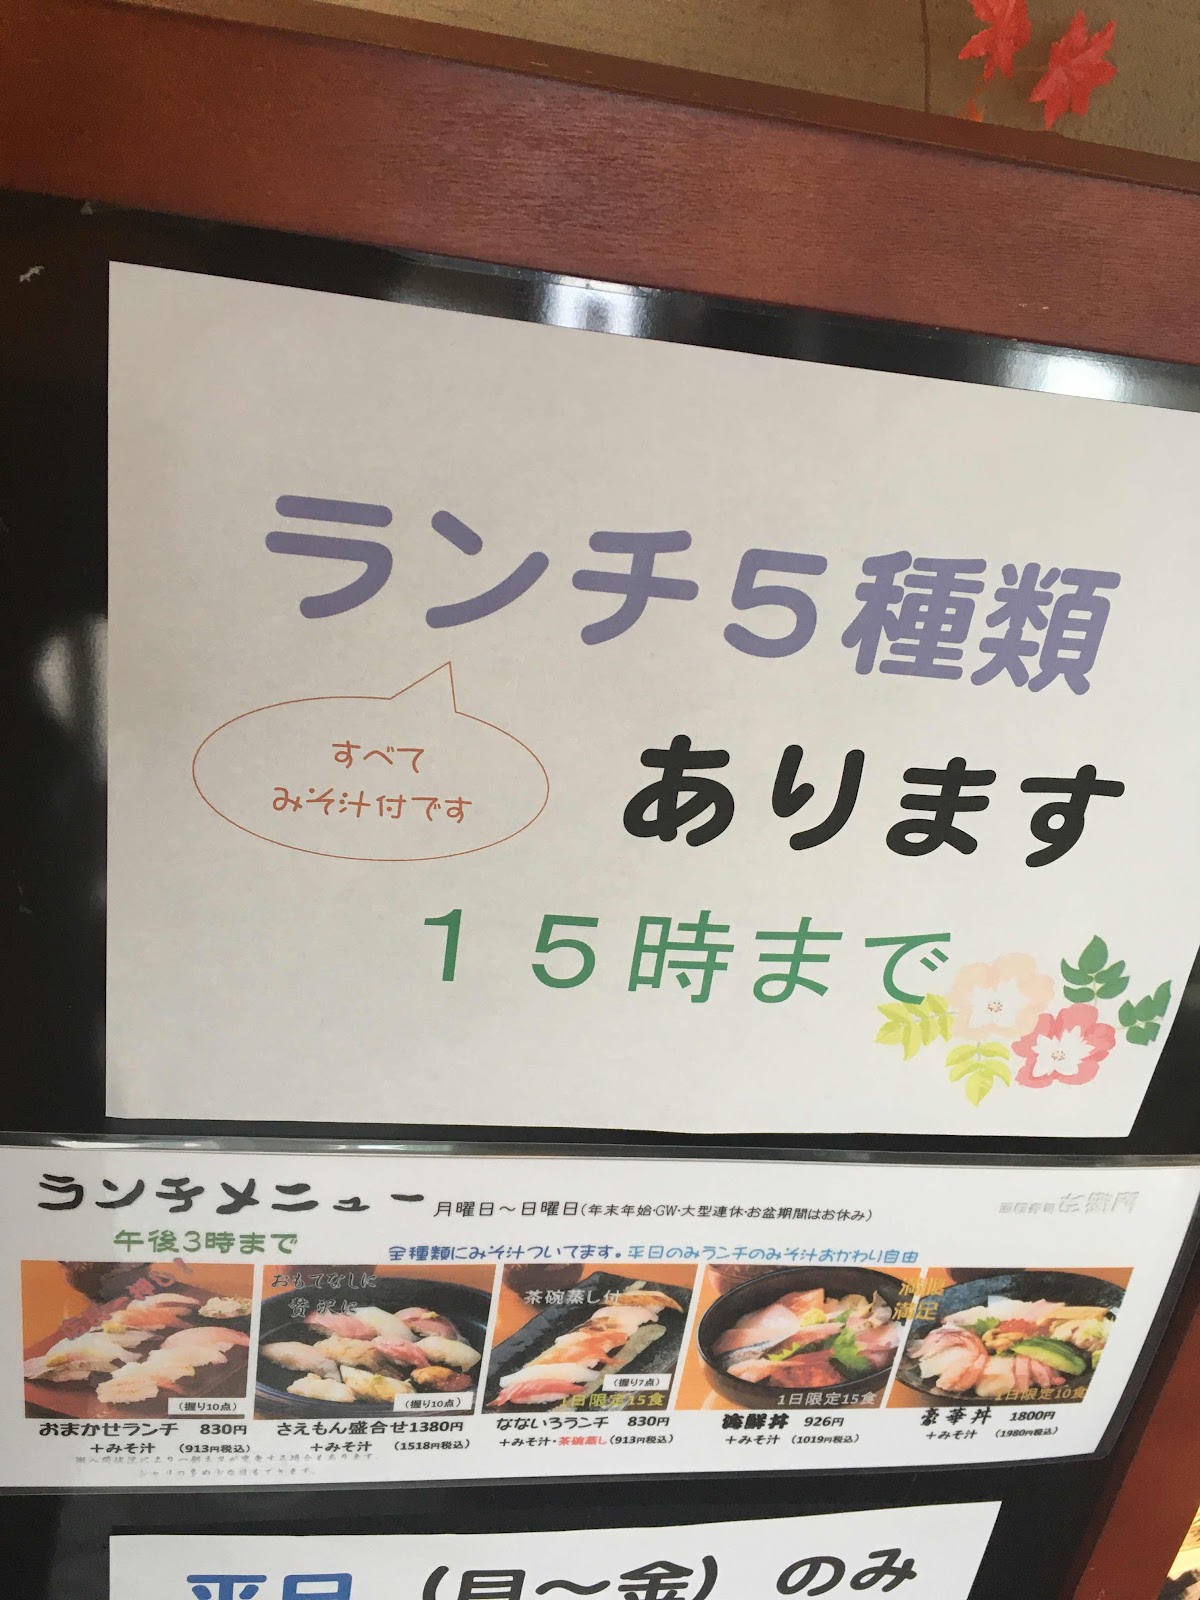 ランチ５種類
すべて
みそ汁付です
あります
１５時まで
ランチメニュー 月曜日～日曜日(年末年始・GW・大型連休・お盆期間はお休み)
午後3時まで
全種類にみそ汁ついてます。平日のみランチのみそ汁おかわり自由
(握り10点)
おまかせランチ 830円
＋みそ汁 (913円税込)
おもてなしに
贅沢に
(握り10点)
さえもん盛合せ1380円
＋みそ汁 (1518円税込)
茶碗蒸し付
(握り7点)
1日限定15食
なないろランチ 830円
＋みそ汁・茶碗蒸し(913円税込)
1日限定15食
海鮮丼 926円
＋みそ汁 (1019円税込)
満腹
満足
1日限定10食
豪華丼 1800円
＋みそ汁 (1980円税込)
平日（月～金）のみ